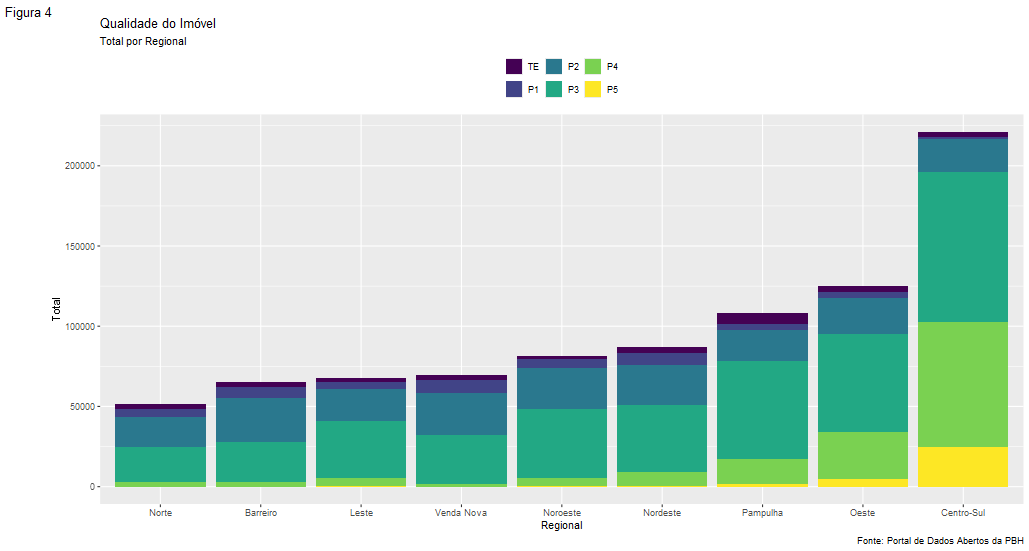 Figura 4
Qualidade do Imóvel
Total por Regional
TE P2 P4
P1 P3 P5
Total
200000
150000
100000
50000
0
Norte Barreiro Leste Venda Nova Noroeste Nordeste Pampulha Oeste Centro-Sul
Regional
Fonte: Portal de Dados Abertos da PBH